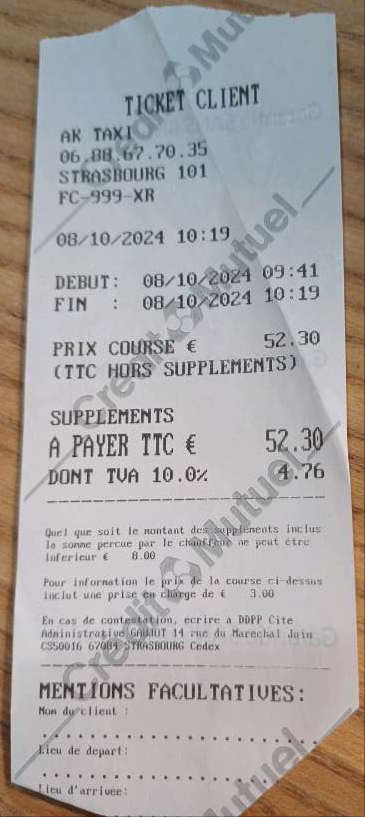 TICKET CLIENT
AK TAXI
06.88.67.70.35
STRASBOURG 101
FC-999-XR
08/10/2024 10:19
DEBUT: 08/10/2024 09:41
FIN : 08/10/2024 10:19
PRIX COURSE € 52.30
(TTC HORS SUPPLEMENTS)
SUPPLEMENTS
A PAYER TTC € 52.30
DONT TVA 10.0% 4.76
Quel que soit le montant des supplements inclus
la somme percue par le chauffeur ne peut être
inferieur € 8.00
Pour information le prix de la course ci-dessus
inclut une prise en charge de € 3.00
En cas de contestation, ecrire a DDPP Cite
Administrative GAUJOT 14 rue du Marechal Juin
CS50016 67084 STRASBOURG Cedex
MENTIONS FACULTATIVES:
Nom du client :
Lieu de depart:
Lieu d'arrivee:
Crédit Mutuel
Crédit Mutuel
Crédit Mutuel
Crédit Mutuel